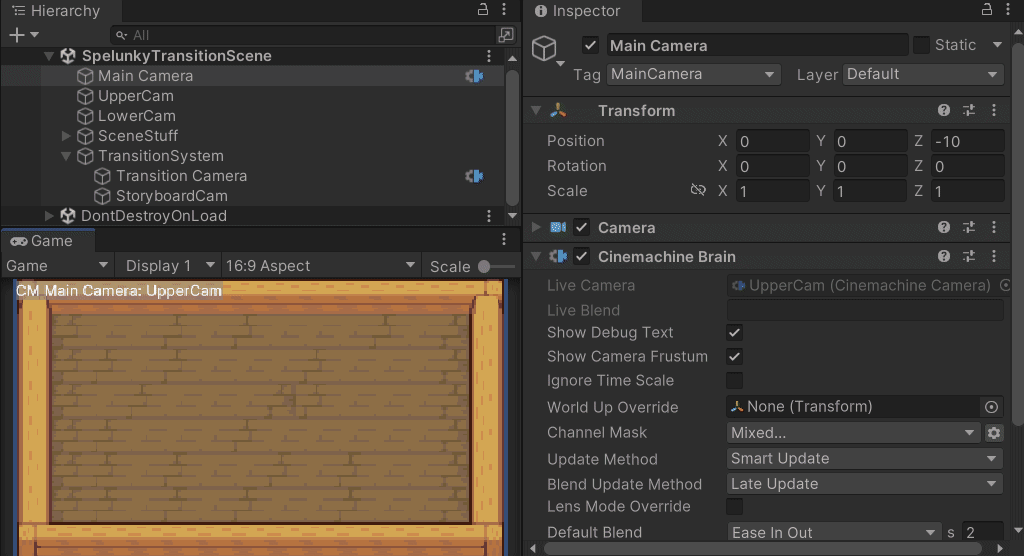 Hierarchy
All
SpelunkyTransitionScene
Main Camera
UpperCam
LowerCam
SceneStuff
TransitionSystem
Transition Camera
StoryboardCam
DontDestroyOnLoad
Game
Game Display 1 16:9 Aspect Scale
CM Main Camera: UpperCam
Inspector
Main Camera Static
Tag MainCamera Layer Default
Transform
Position X 0 Y 0 Z -10
Rotation X 0 Y 0 Z 0
Scale X 1 Y 1 Z 1
Camera
Cinemachine Brain
Live Camera UpperCam (Cinemachine Camera)
Live Blend
Show Debug Text
Show Camera Frustum
Ignore Time Scale
World Up Override None (Transform)
Channel Mask Mixed...
Update Method Smart Update
Blend Update Method Late Update
Lens Mode Override
Default Blend Ease In Out s 2